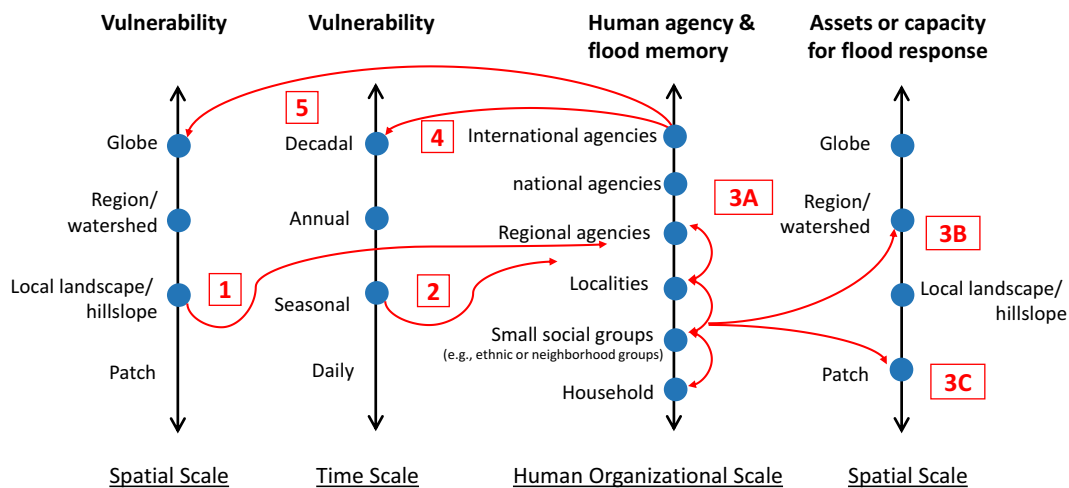 Vulnerability
Vulnerability
Human agency &
flood memory
Assets or capacity
for flood response
5
4
Globe
Decadal
International agencies
Globe
national agencies
3A
Region/
watershed
Annual
Regional agencies
Region/
watershed
3B
Local landscape/
hillslope
1
Seasonal
2
Localities
Local landscape/
hillslope
Small social groups
(e.g., ethnic or neighborhood groups)
Patch
Daily
Household
Patch
3C
Spatial Scale
Time Scale
Human Organizational Scale
Spatial Scale